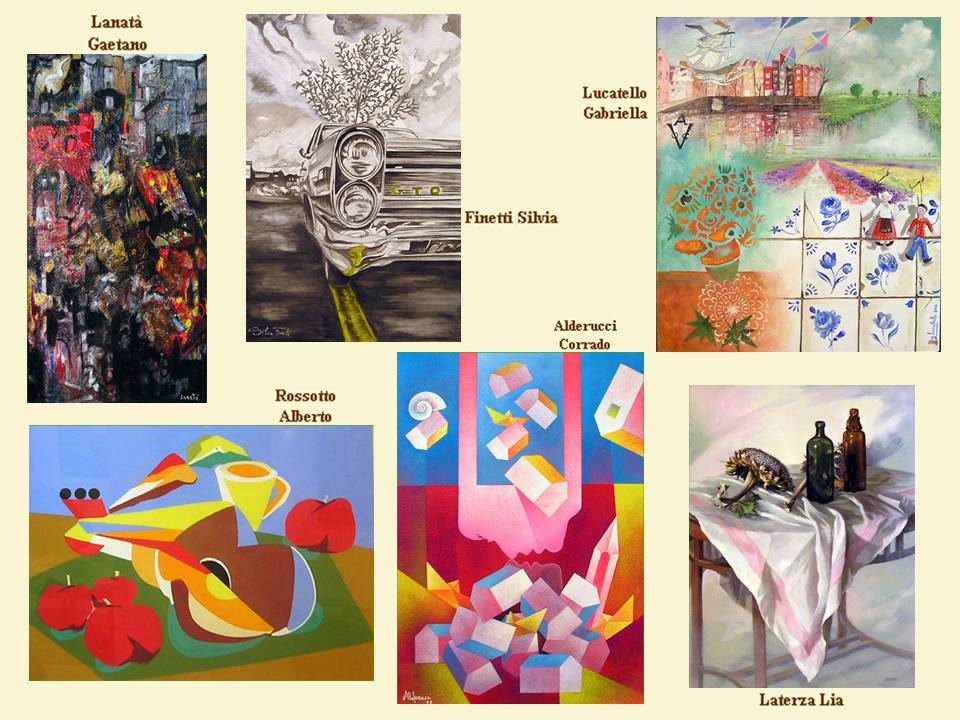 Lanatà
Gaetano
Lucatello
Gabriella
GTO
Finetti Silvia
Alderucci
Corrado
Rossotto
Alberto
Laterza Lia